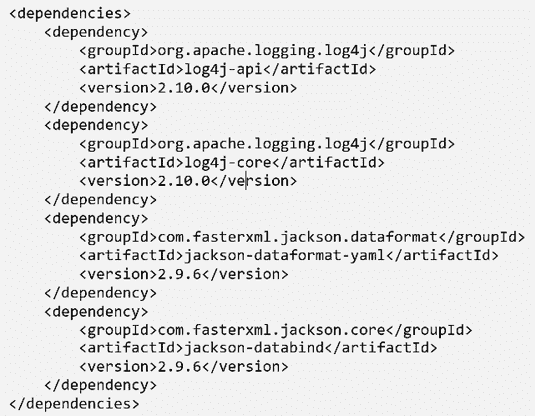 <dependencies>
    <dependency>
        <groupId>org.apache.logging.log4j</groupId>
        <artifactId>log4j-api</artifactId>
        <version>2.10.0</version>
    </dependency>
    <dependency>
        <groupId>org.apache.logging.log4j</groupId>
        <artifactId>log4j-core</artifactId>
        <version>2.10.0</version>
    </dependency>
    <dependency>
        <groupId>com.fasterxml.jackson.dataformat</groupId>
        <artifactId>jackson-dataformat-yaml</artifactId>
        <version>2.9.6</version>
    </dependency>
    <dependency>
        <groupId>com.fasterxml.jackson.core</groupId>
        <artifactId>jackson-databind</artifactId>
        <version>2.9.6</version>
    </dependency>
</dependencies>